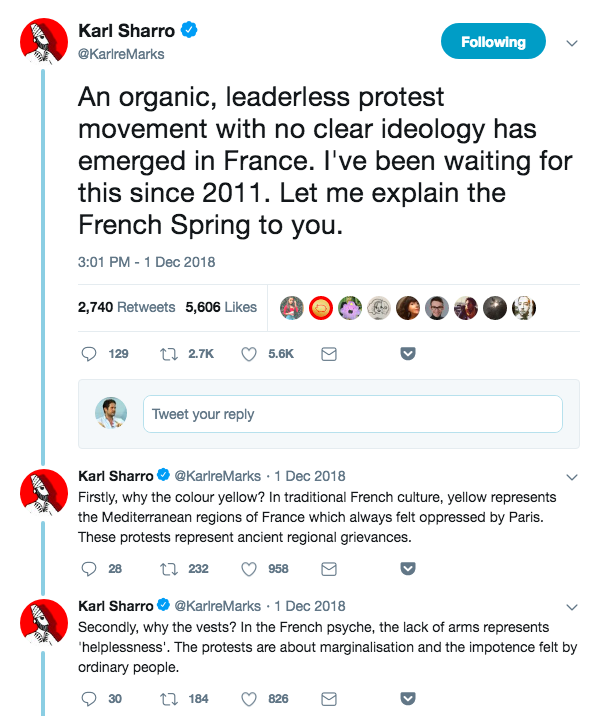 Karl Sharro
@KarlreMarks
Following
An organic, leaderless protest
movement with no clear ideology has
emerged in France. I've been waiting for
this since 2011. Let me explain the
French Spring to you.
3:01 PM - 1 Dec 2018
2,740 Retweets 5,606 Likes
129 2.7K 5.6K
Tweet your reply
Karl Sharro @KarlreMarks · 1 Dec 2018
Firstly, why the colour yellow? In traditional French culture, yellow represents
the Mediterranean regions of France which always felt oppressed by Paris.
These protests represent ancient regional grievances.
28 232 958
Karl Sharro @KarlreMarks · 1 Dec 2018
Secondly, why the vests? In the French psyche, the lack of arms represents
'helplessness'. The protests are about marginalisation and the impotence felt by
ordinary people.
30 184 826